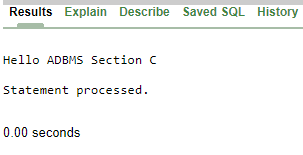 Results Explain Describe Saved SQL History
Hello ADBMS Section C
Statement processed.
0.00 seconds